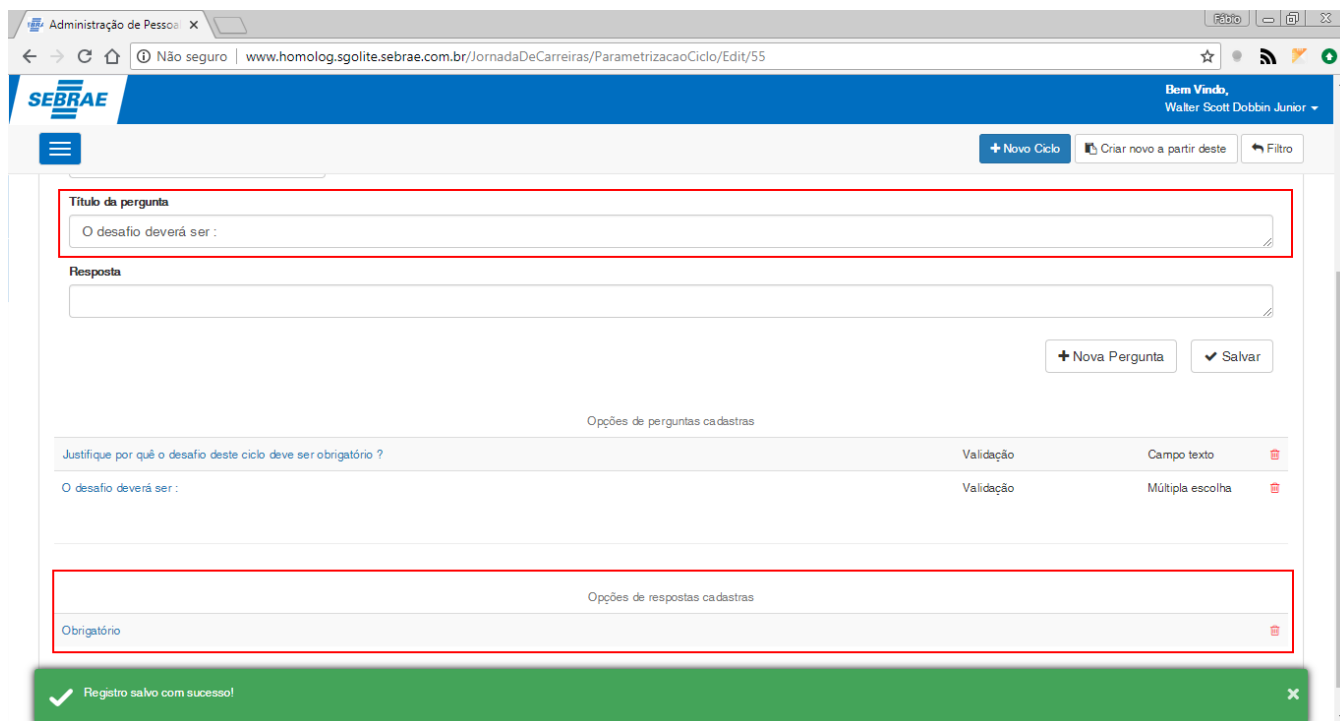 Administração de Pessoa
Fábio
Não seguro | www.homolog.sgolite.sebrae.com.br/JornadaDeCarreiras/ParametrizacaoCiclo/Edit/55
SEBRAE
Bem Vindo,
Walter Scott Dobbin Junior
Novo Ciclo
Criar novo a partir deste
Filtro
Título da pergunta
O desafio deverá ser :
Resposta
Nova Pergunta
Salvar
Opções de perguntas cadastras
Justifique por quê o desafio deste ciclo deve ser obrigatório ? Validação Campo texto
O desafio deverá ser : Validação Múltipla escolha
Opções de respostas cadastras
Obrigatório
Registro salvo com sucesso!